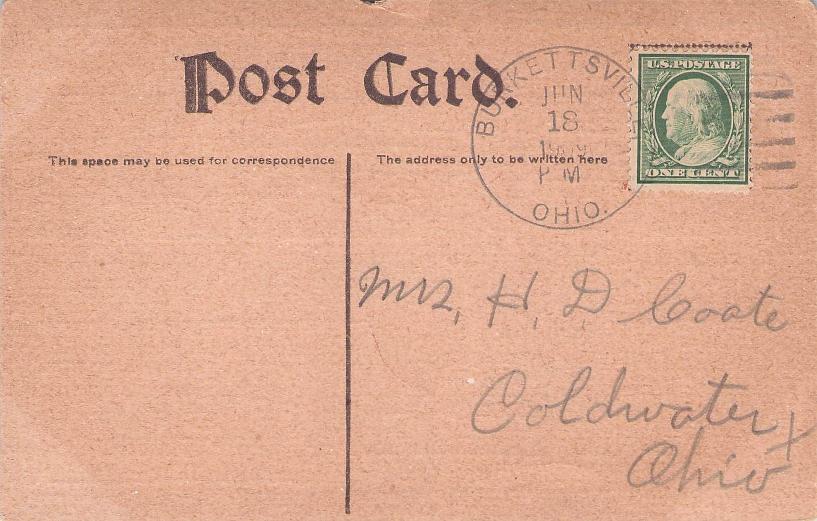 Post Card.
This space may be used for correspondence
The address only to be written here
BURKETTSVILLE
JUN
18
1909
P M
OHIO.
U.S. POSTAGE
ONE CENT
Mrs, H, D Coate
Coldwater
Ohio